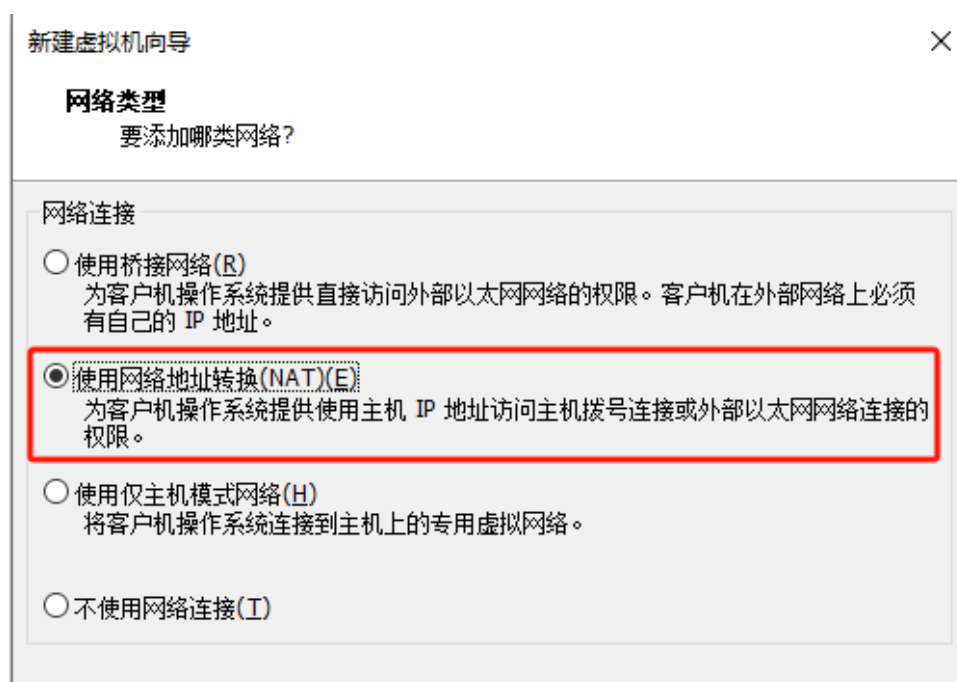 新建虚拟机向导
网络类型
要添加哪类网络?
网络连接
使用桥接网络(R)
为客户机操作系统提供直接访问外部以太网网络的权限。客户机在外部网络上必须
有自己的 IP 地址。
使用网络地址转换(NAT)(E)
为客户机操作系统提供使用主机 IP 地址访问主机拨号连接或外部以太网网络连接的
权限。
使用仅主机模式网络(H)
将客户机操作系统连接到主机上的专用虚拟网络。
不使用网络连接(T)